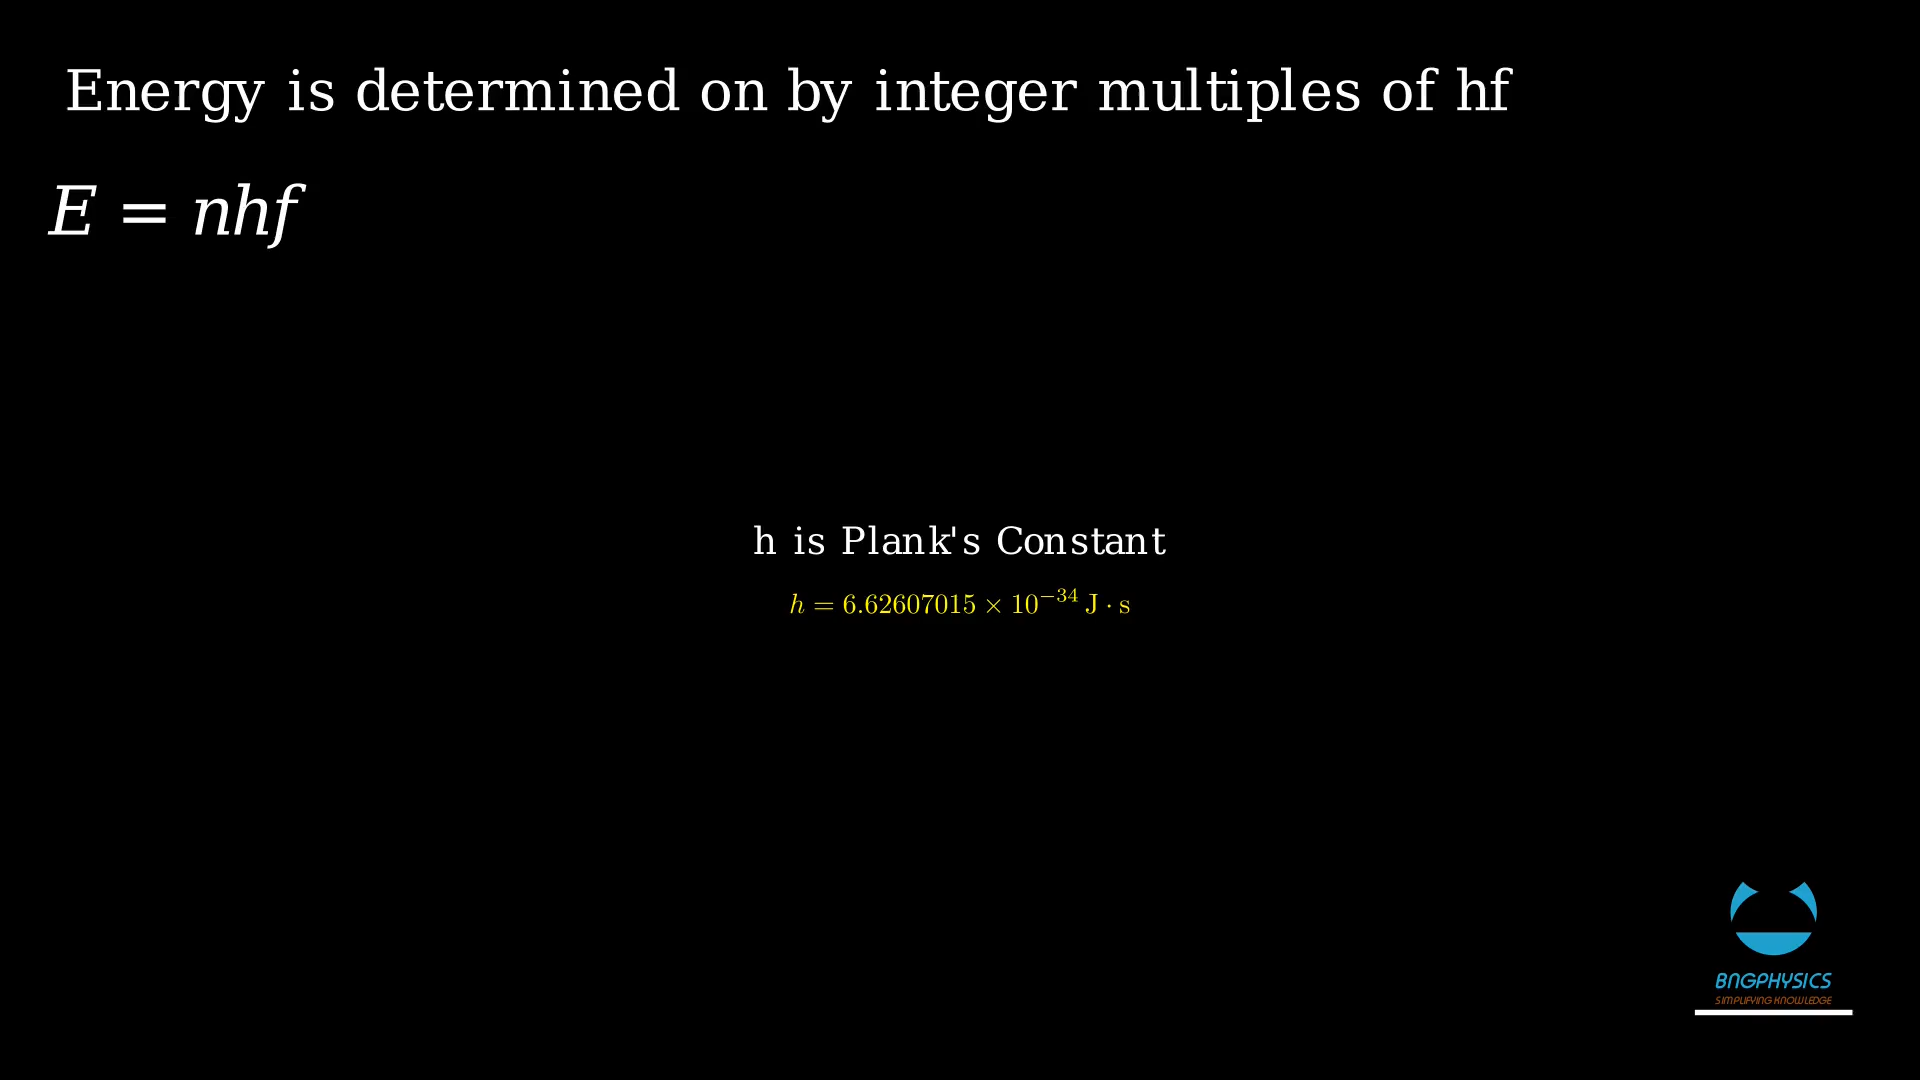 Energy is determined on by integer multiples of hf
E = nhf
h is Plank's Constant
h = 6.62607015 × 10⁻³⁴ J · s
BNGPHYSICS
SIMPLIFYING KNOWLEDGE